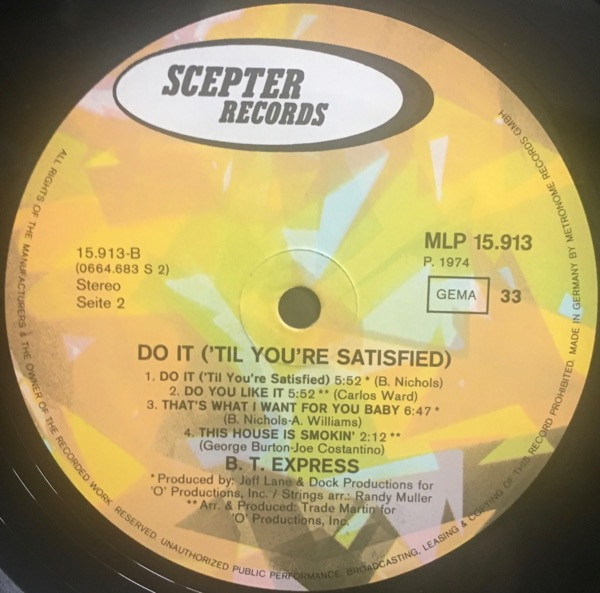 SCEPTER
RECORDS
15.913-B
(0664.683 S 2)
Stereo
Seite 2
MLP 15.913
P. 1974
GEMA 33
DO IT ('TIL YOU'RE SATISFIED)
1. DO IT ('Til You're Satisfied) 5:52 * (B. Nichols)
2. DO YOU LIKE IT 5:52 ** (Carlos Ward)
3. THAT'S WHAT I WANT FOR YOU BABY 6:47 *
(B. Nichols-A. Williams)
4. THIS HOUSE IS SMOKIN' 2:12 **
(George Burton-Joe Costantino)
B. T. EXPRESS
* Produced by: Jeff Lane & Dock Productions for
'O' Productions, Inc. / Strings arr.: Randy Muller
** Arr. & Produced: Trade Martin for
'O' Productions, Inc.
ALL RIGHTS OF THE MANUFACTURERS & THE OWNER OF THE RECORDED WORK RESERVED. UNAUTHORIZED PUBLIC PERFORMANCE, BROADCASTING, LEASING & COPYING OF THIS RECORD PROHIBITED. MADE IN GERMANY BY METRONOME RECORDS GMBH